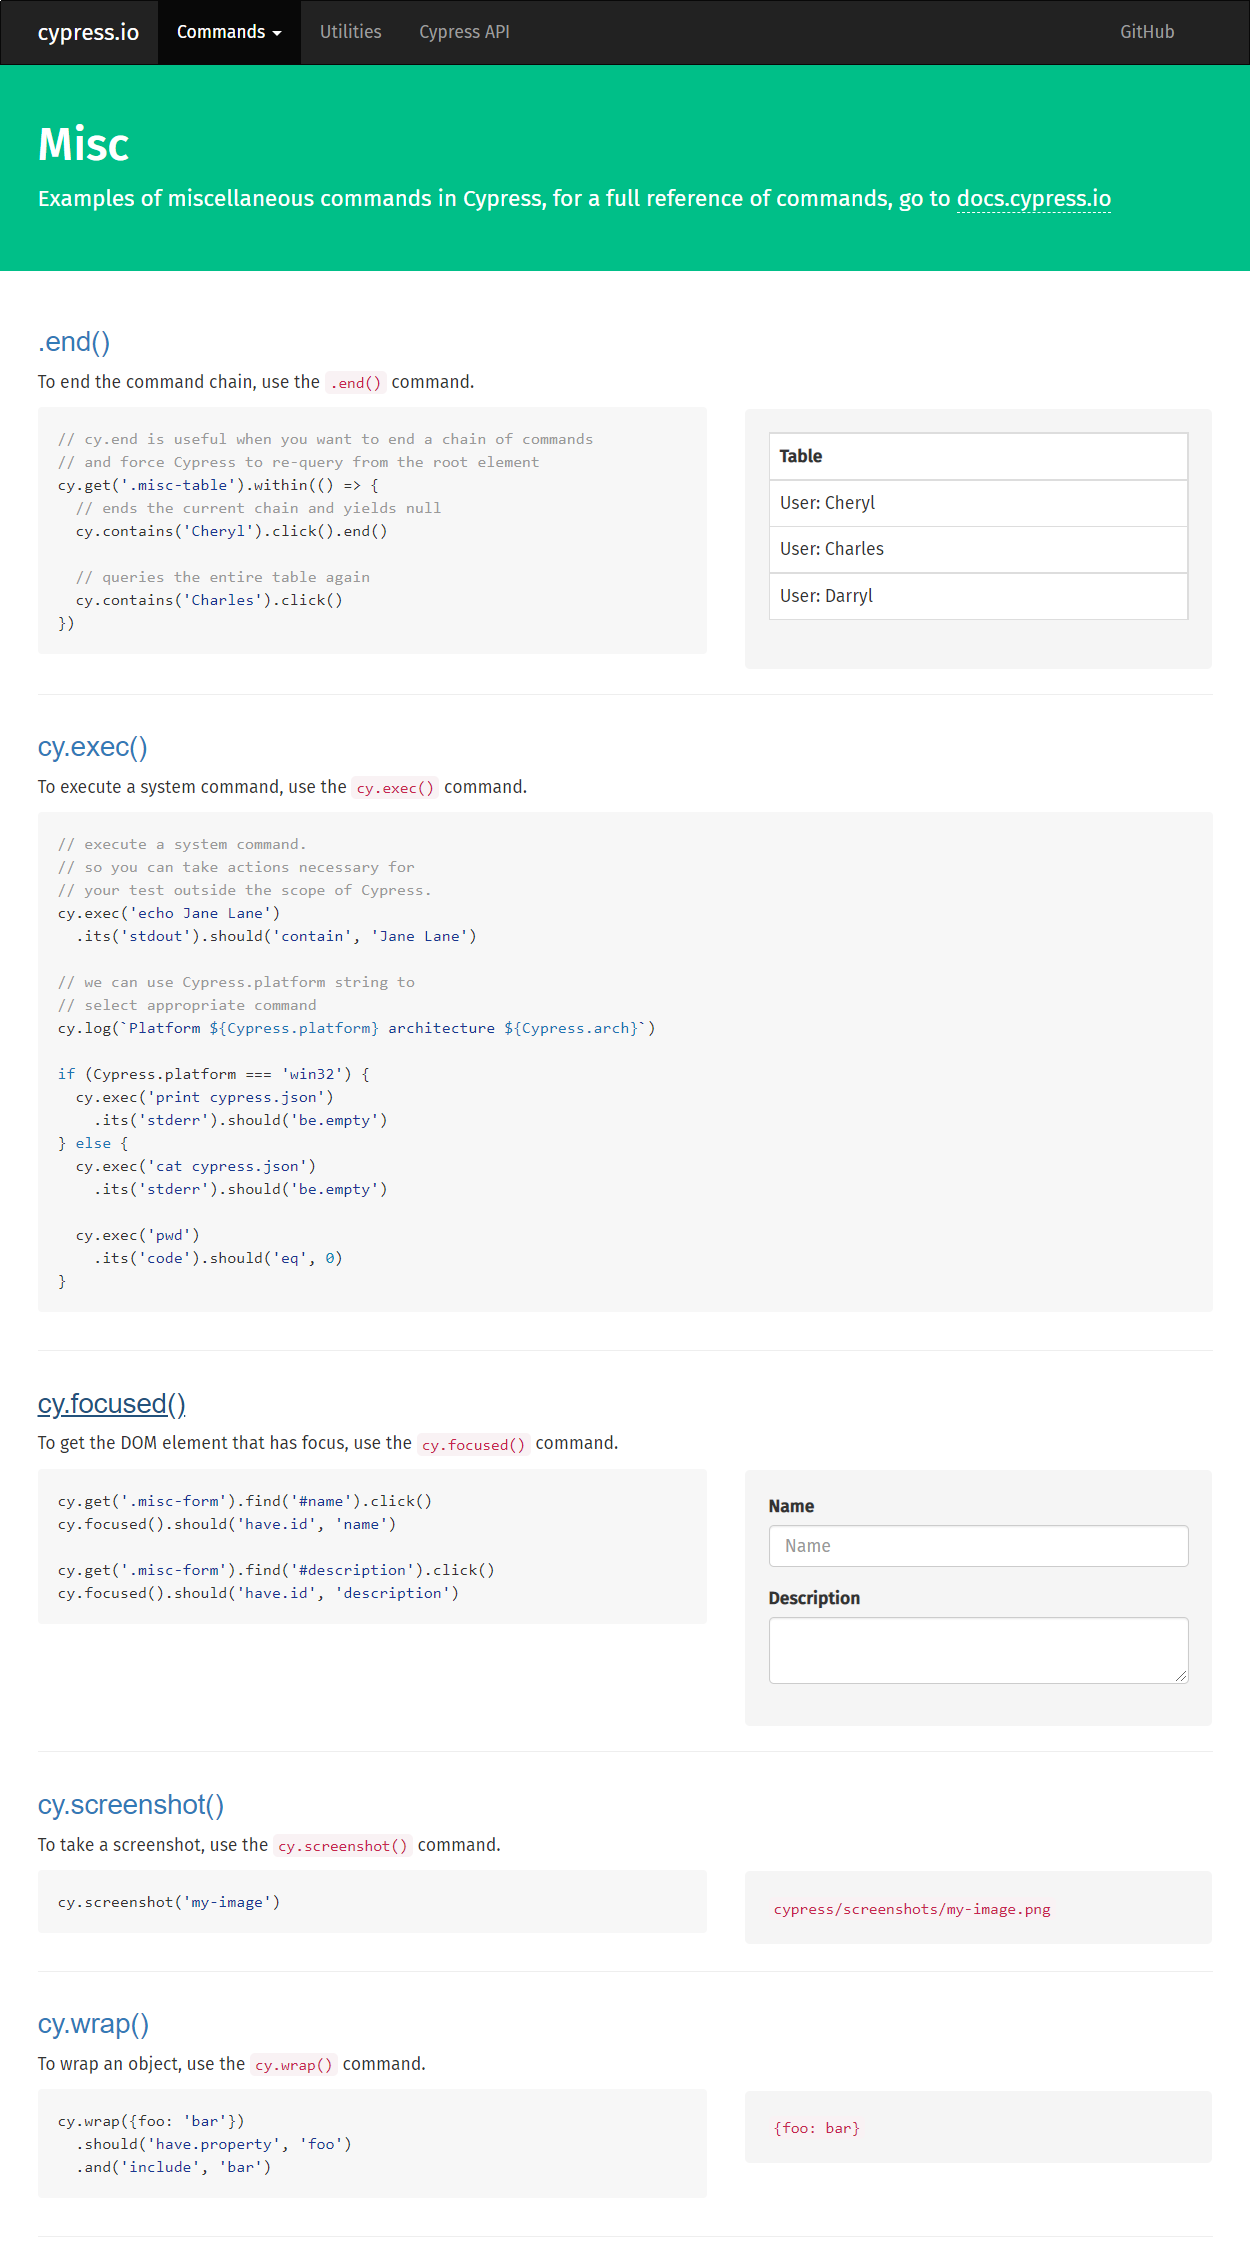 cypress.io Commands Utilities Cypress API GitHub
Misc
Examples of miscellaneous commands in Cypress, for a full reference of commands, go to docs.cypress.io
.end()
To end the command chain, use the .end() command.
// cy.end is useful when you want to end a chain of commands
// and force Cypress to re-query from the root element
cy.get('.misc-table').within(() => {
  // ends the current chain and yields null
  cy.contains('Cheryl').click().end()
  // queries the entire table again
  cy.contains('Charles').click()
})
Table
User: Cheryl
User: Charles
User: Darryl
cy.exec()
To execute a system command, use the cy.exec() command.
// execute a system command.
// so you can take actions necessary for
// your test outside the scope of Cypress.
cy.exec('echo Jane Lane')
  .its('stdout').should('contain', 'Jane Lane')
// we can use Cypress.platform string to
// select appropriate command
cy.log(`Platform ${Cypress.platform} architecture ${Cypress.arch}`)
if (Cypress.platform === 'win32') {
  cy.exec('print cypress.json')
    .its('stderr').should('be.empty')
} else {
  cy.exec('cat cypress.json')
    .its('stderr').should('be.empty')
  cy.exec('pwd')
    .its('code').should('eq', 0)
}
cy.focused()
To get the DOM element that has focus, use the cy.focused() command.
cy.get('.misc-form').find('#name').click()
cy.focused().should('have.id', 'name')
cy.get('.misc-form').find('#description').click()
cy.focused().should('have.id', 'description')
Name
Name
Description
cy.screenshot()
To take a screenshot, use the cy.screenshot() command.
cy.screenshot('my-image')
cypress/screenshots/my-image.png
cy.wrap()
To wrap an object, use the cy.wrap() command.
cy.wrap({foo: 'bar'})
  .should('have.property', 'foo')
  .and('include', 'bar')
{foo: bar}